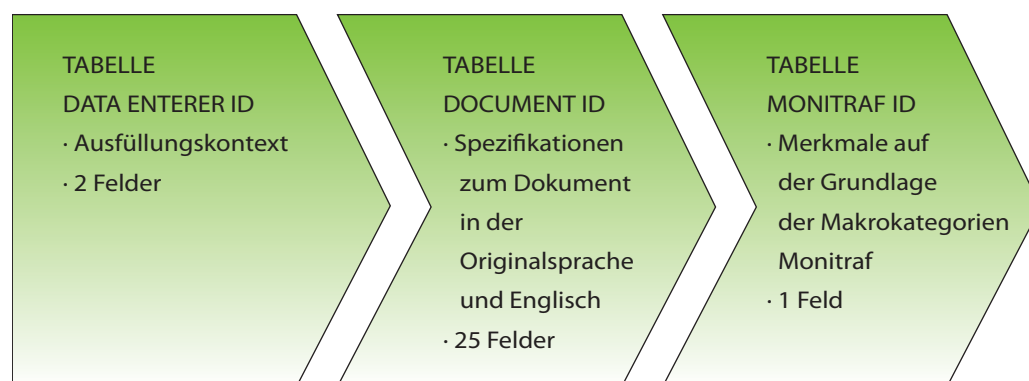 TABELLE
DATA ENTERER ID
· Ausfüllungskontext
· 2 Felder
TABELLE
DOCUMENT ID
· Spezifikationen
zum Dokument
in der
Originalsprache
und Englisch
· 25 Felder
TABELLE
MONITRAF ID
· Merkmale auf
der Grundlage
der Makrokategorien
Monitraf
· 1 Feld